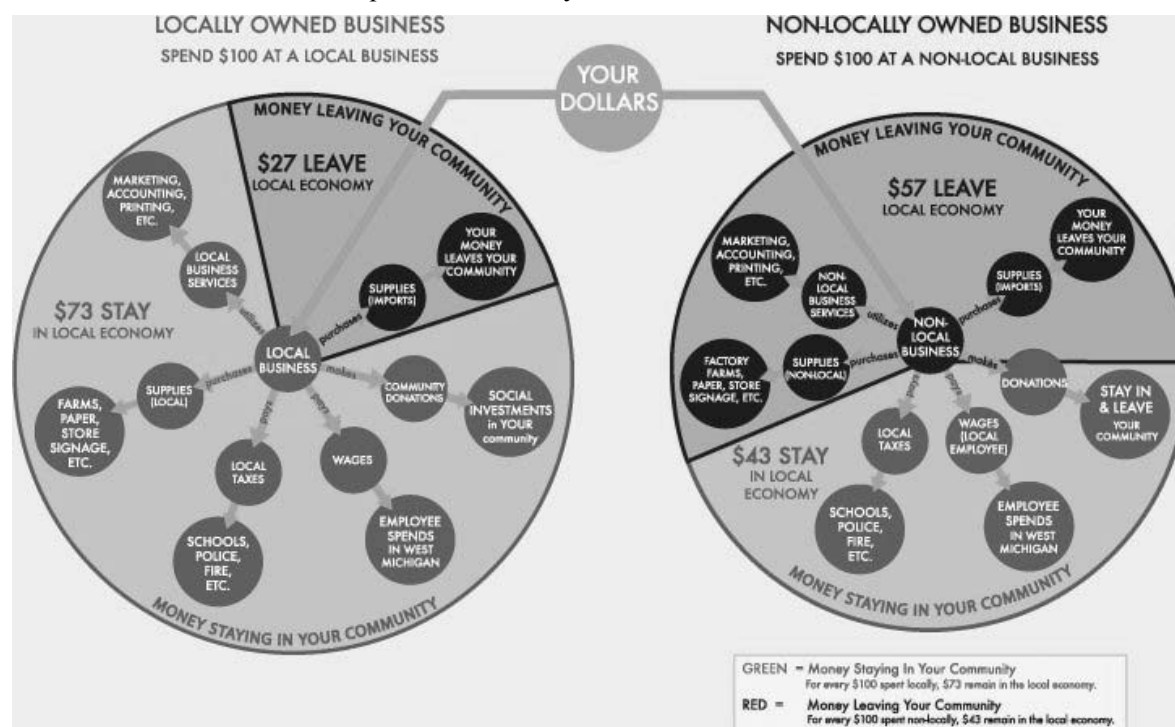 LOCALLY OWNED BUSINESS
SPEND $100 AT A LOCAL BUSINESS
YOUR
DOLLARS
NON-LOCALLY OWNED BUSINESS
SPEND $100 AT A NON-LOCAL BUSINESS
MONEY LEAVING YOUR COMMUNITY
$27 LEAVE
LOCAL ECONOMY
MARKETING,
ACCOUNTING,
PRINTING,
ETC.
LOCAL
BUSINESS
SERVICES
utilizes
YOUR
MONEY
LEAVES YOUR
COMMUNITY
SUPPLIES
(IMPORTS)
purchases
$73 STAY
IN LOCAL ECONOMY
LOCAL
BUSINESS
purchases
SUPPLIES
(LOCAL)
FARMS,
PAPER,
STORE
SIGNAGE,
ETC.
makes
COMMUNITY
DONATIONS
SOCIAL
INVESTMENTS
in YOUR
community
pays
LOCAL
TAXES
SCHOOLS,
POLICE,
FIRE,
ETC.
pays
WAGES
EMPLOYEE
SPENDS
IN WEST
MICHIGAN
MONEY STAYING IN YOUR COMMUNITY
MONEY LEAVING YOUR COMMUNITY
$57 LEAVE
LOCAL ECONOMY
MARKETING,
ACCOUNTING,
PRINTING,
ETC.
NON-
LOCAL
BUSINESS
SERVICES
utilizes
YOUR
MONEY
LEAVES YOUR
COMMUNITY
SUPPLIES
(IMPORTS)
purchases
NON-
LOCAL
BUSINESS
purchases
SUPPLIES
(NON-LOCAL)
FACTORY
FARMS,
PAPER, STORE
SIGNAGE, ETC.
makes
DONATIONS
STAY IN
& LEAVE
YOUR
COMMUNITY
$43 STAY
IN LOCAL
ECONOMY
pays
LOCAL
TAXES
SCHOOLS,
POLICE,
FIRE,
ETC.
pays
WAGES
(LOCAL
EMPLOYEE)
EMPLOYEE
SPENDS
IN WEST
MICHIGAN
MONEY STAYING IN YOUR COMMUNITY
GREEN = Money Staying In Your Community
For every $100 spent locally, $73 remain in the local economy.
RED = Money Leaving Your Community
For every $100 spent non-locally, $43 remain in the local economy.